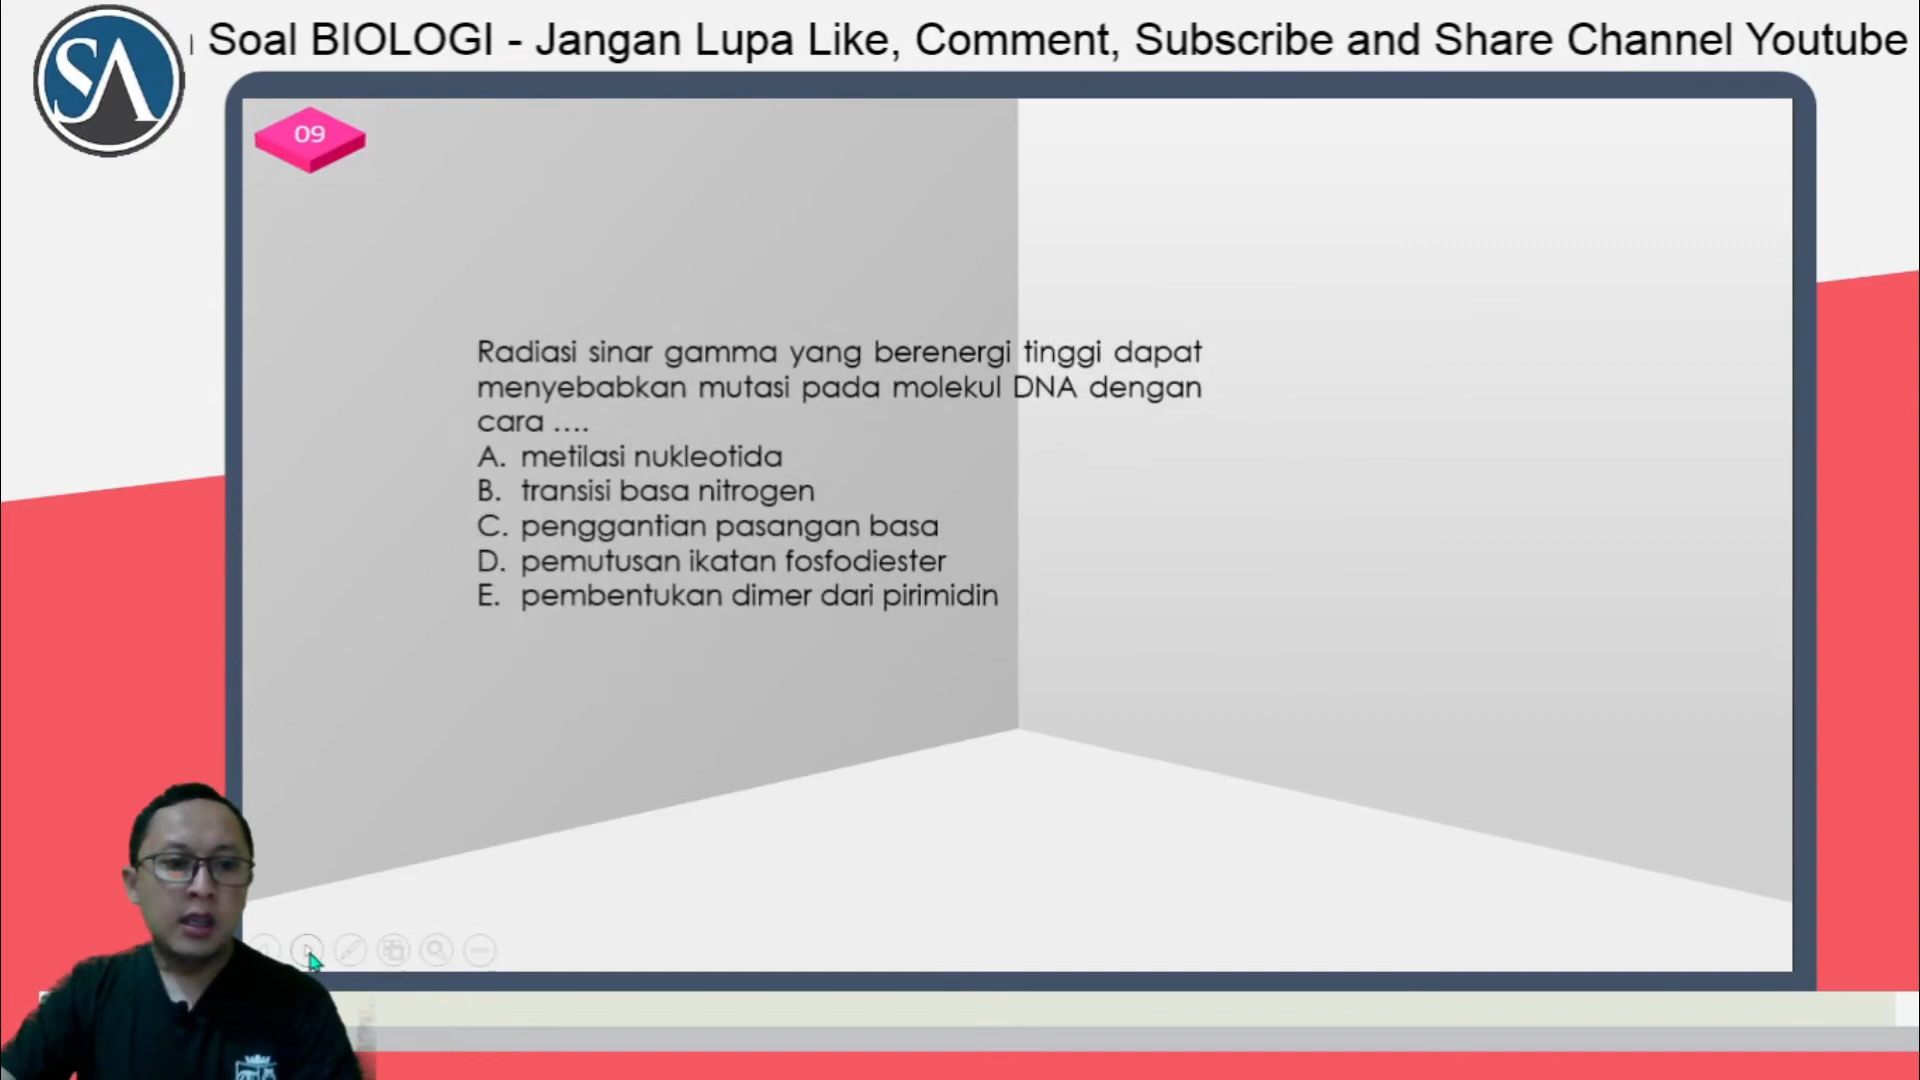 SA
Soal BIOLOGI - Jangan Lupa Like, Comment, Subscribe and Share Channel Youtube
09
Radiasi sinar gamma yang berenergi tinggi dapat
menyebabkan mutasi pada molekul DNA dengan
cara ....
A. metilasi nukleotida
B. transisi basa nitrogen
C. penggantian pasangan basa
D. pemutusan ikatan fosfodiester
E. pembentukan dimer dari pirimidin